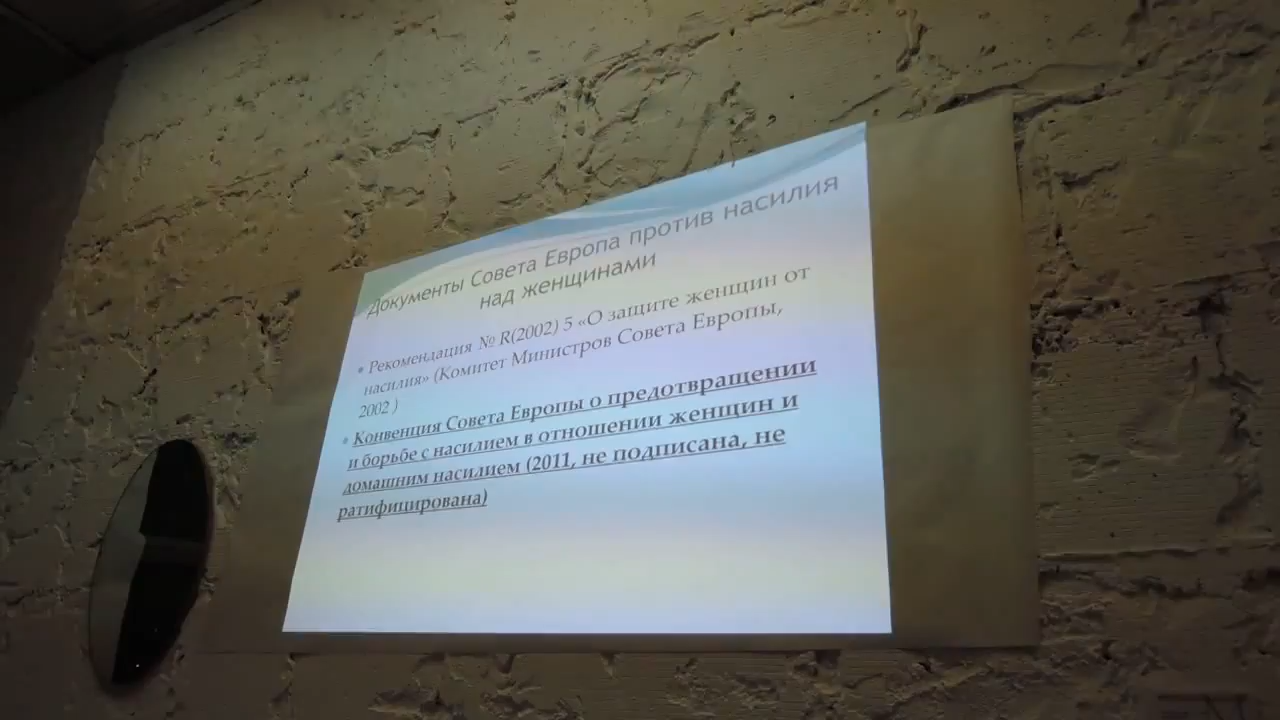 Документы Совета Европа против насилия
над женщинами
• Рекомендация № R(2002) 5 «О защите женщин от
насилия» (Комитет Министров Совета Европы,
2002 )
• Конвенция Совета Европы о предотвращении
и борьбе с насилием в отношении женщин и
домашним насилием (2011, не подписана, не
ратифицирована)